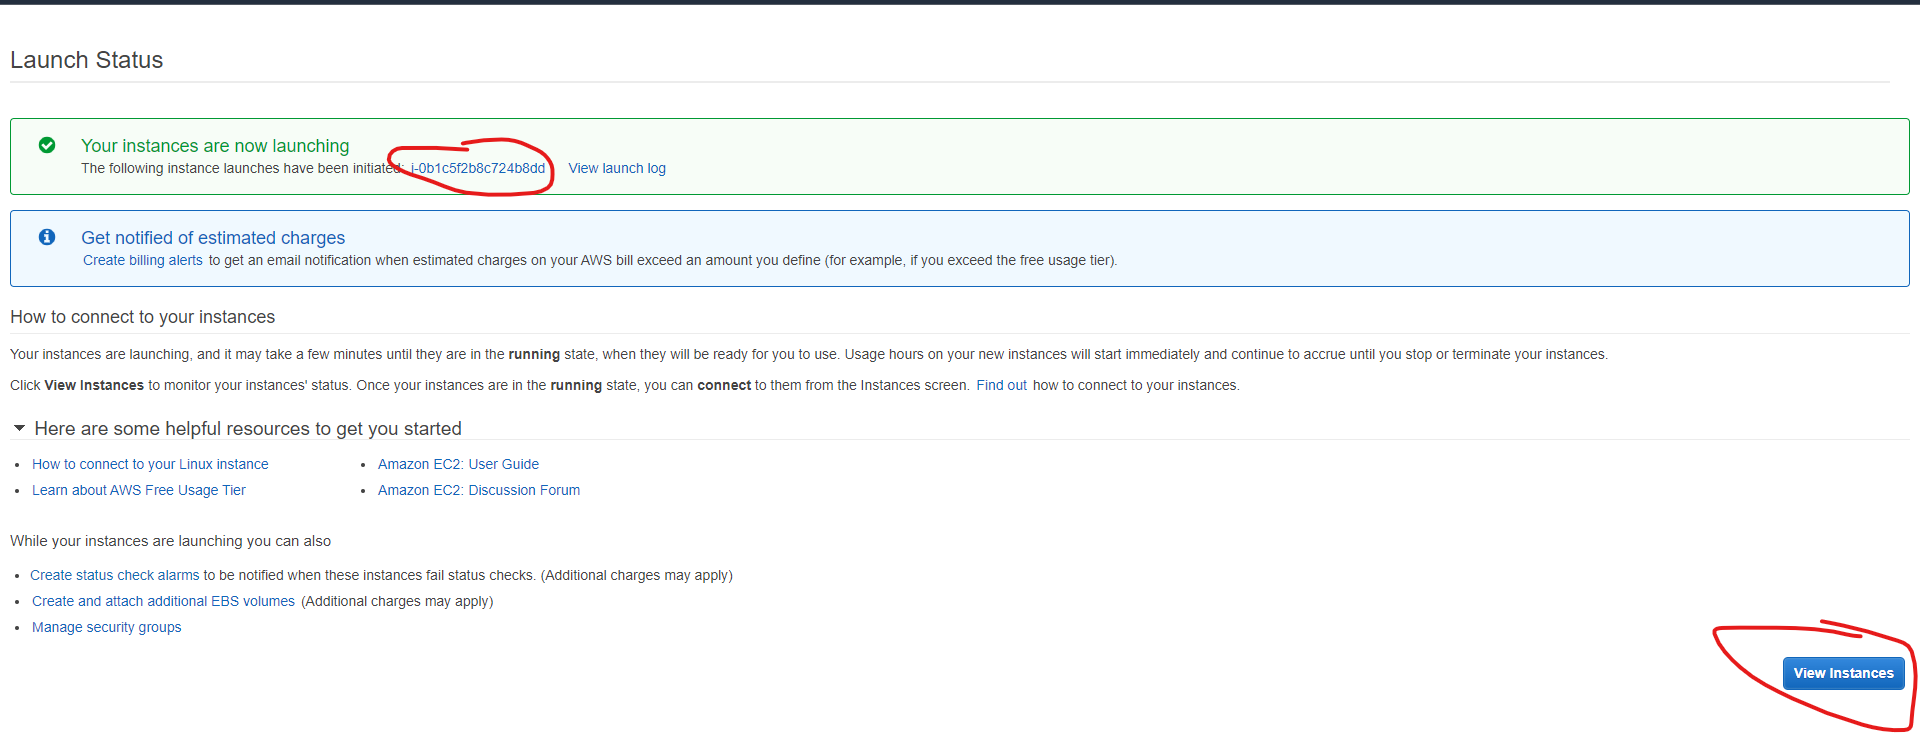 Launch Status
Your instances are now launching
The following instance launches have been initiated: i-0b1c5f2b8c724b8dd View launch log
Get notified of estimated charges
Create billing alerts to get an email notification when estimated charges on your AWS bill exceed an amount you define (for example, if you exceed the free usage tier).
How to connect to your instances
Your instances are launching, and it may take a few minutes until they are in the running state, when they will be ready for you to use. Usage hours on your new instances will start immediately and continue to accrue until you stop or terminate your instances.
Click View Instances to monitor your instances' status. Once your instances are in the running state, you can connect to them from the Instances screen. Find out how to connect to your instances.
Here are some helpful resources to get you started
• How to connect to your Linux instance
• Amazon EC2: User Guide
• Learn about AWS Free Usage Tier
• Amazon EC2: Discussion Forum
While your instances are launching you can also
• Create status check alarms to be notified when these instances fail status checks. (Additional charges may apply)
• Create and attach additional EBS volumes (Additional charges may apply)
• Manage security groups
View Instances